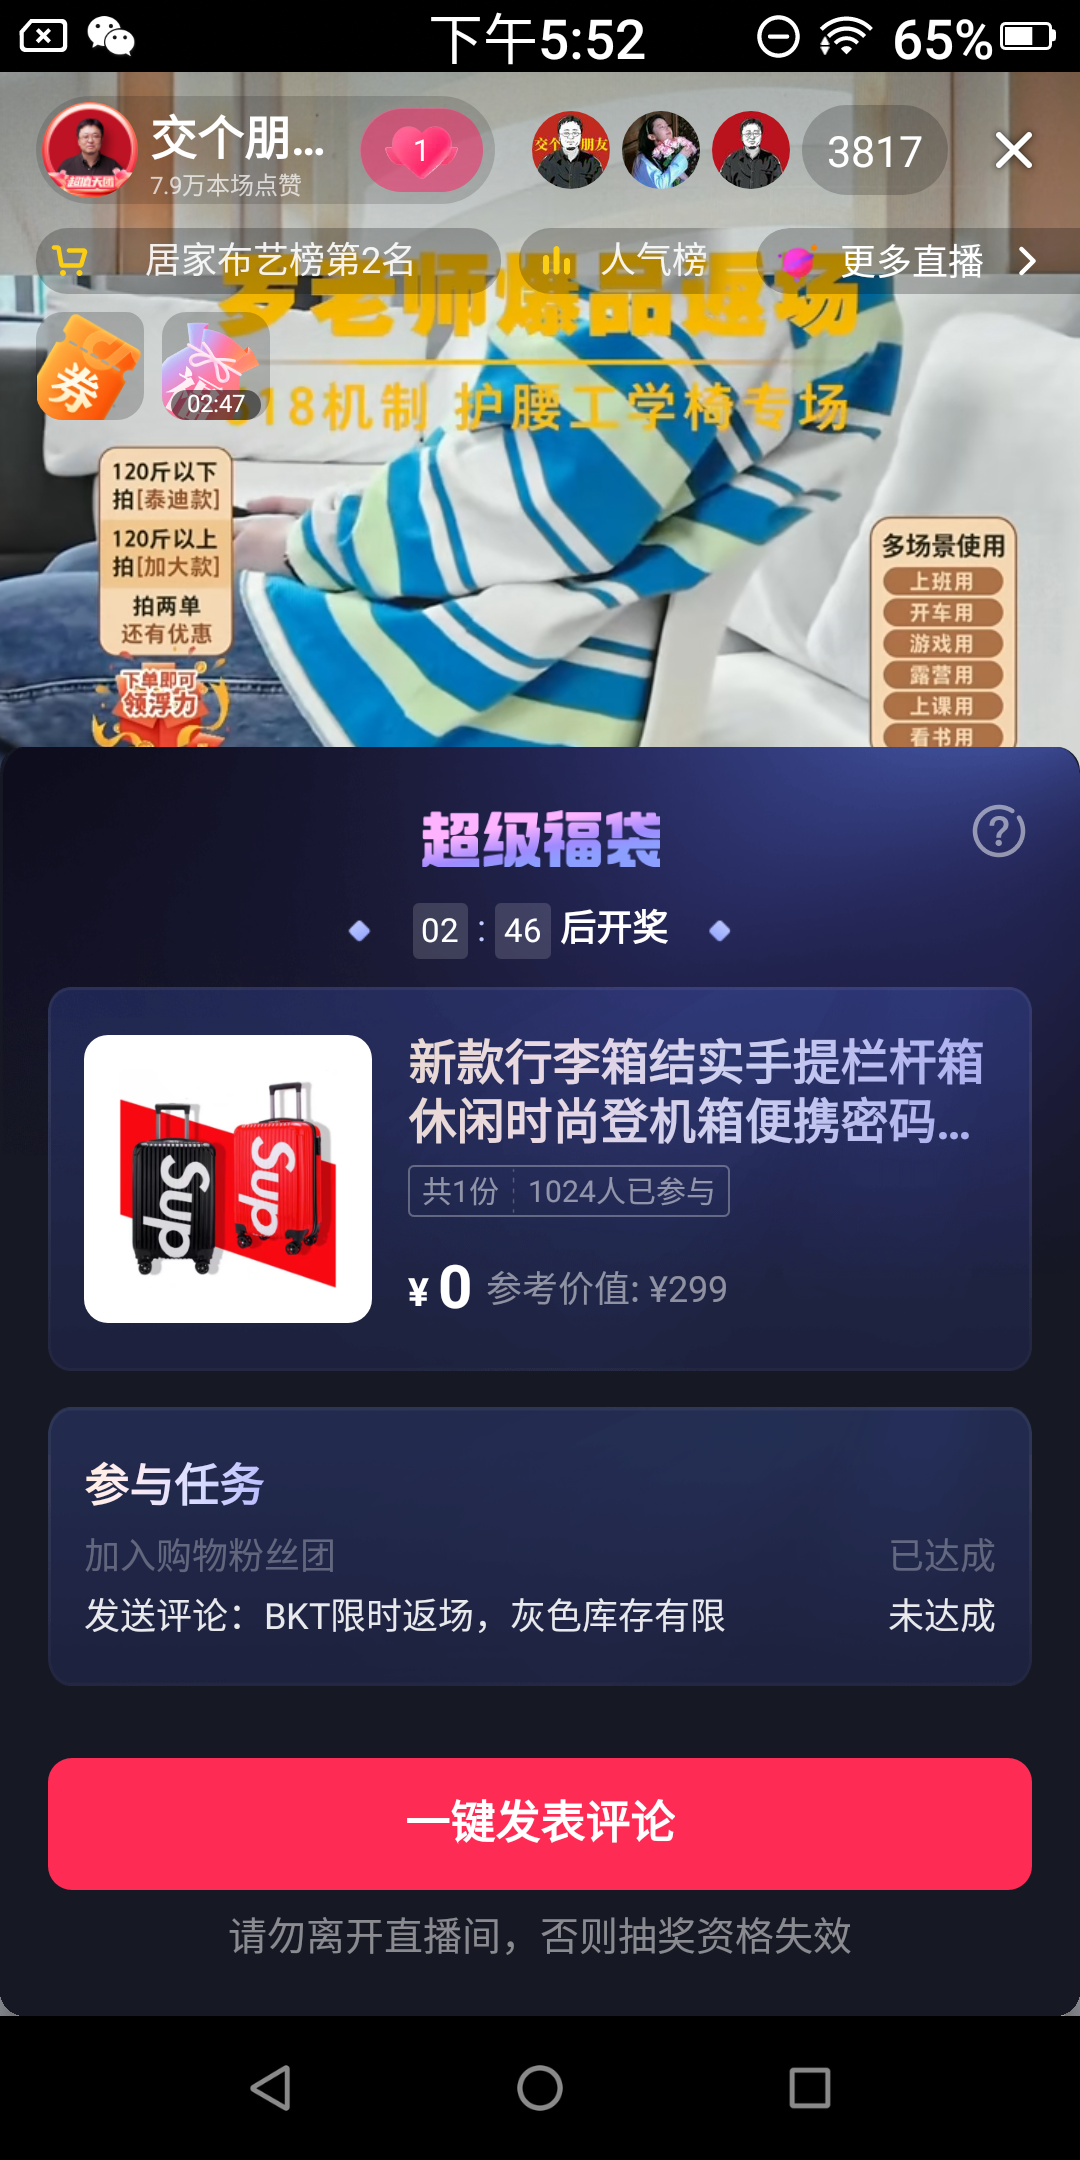 下午5:52
65%
交个朋...
7.9万本场点赞
1
超值天团
交个朋友
3817
居家布艺榜第2名
人气榜
更多直播
罗老师爆品返场
618机制 护腰工学椅专场
券
02:47
120斤以下
拍[泰迪款]
120斤以上
拍[加大款]
拍两单
还有优惠
下单即可
领浮力
多场景使用
上班用
开车用
游戏用
露营用
上课用
看书用
超级福袋
02 : 46 后开奖
新款行李箱结实手提栏杆箱
休闲时尚登机箱便携密码...
共1份 1024人已参与
¥ 0 参考价值: ¥299
Sup
Sup
参与任务
加入购物粉丝团 已达成
发送评论：BKT限时返场，灰色库存有限 未达成
一键发表评论
请勿离开直播间，否则抽奖资格失效